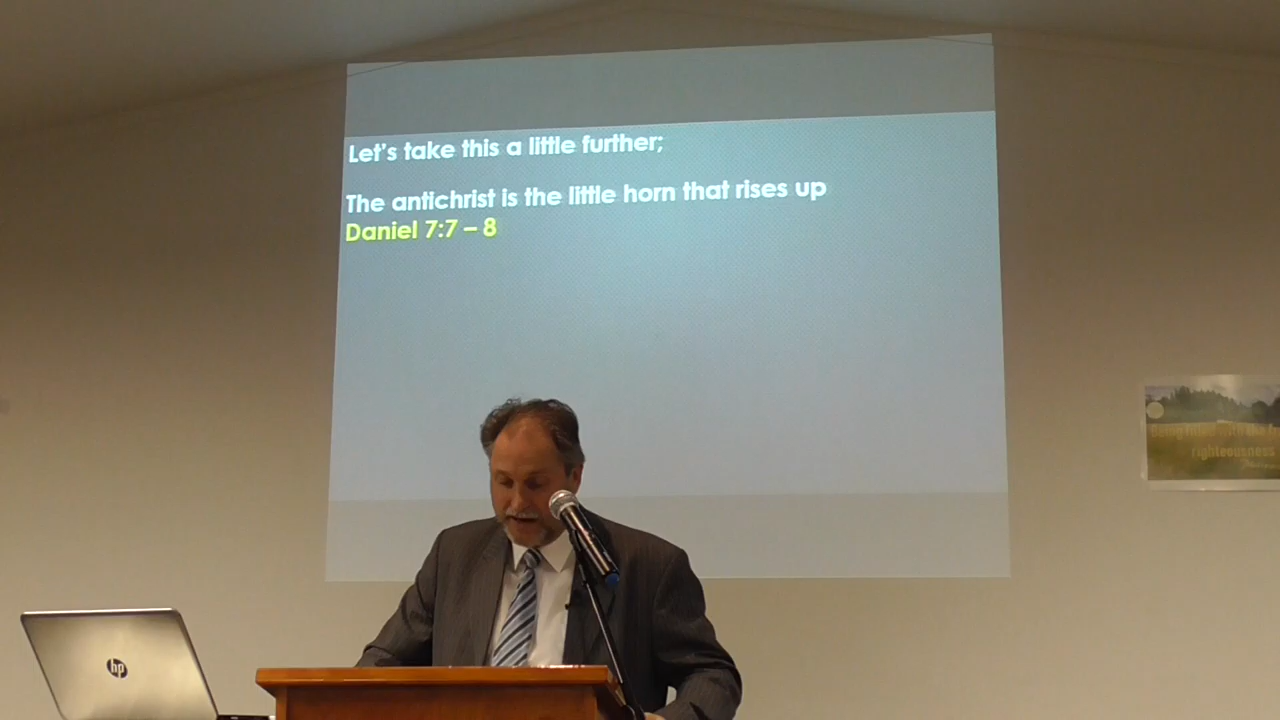 Let's take this a little further;
The antichrist is the little horn that rises up
Daniel 7:7 – 8
righteousness
hp